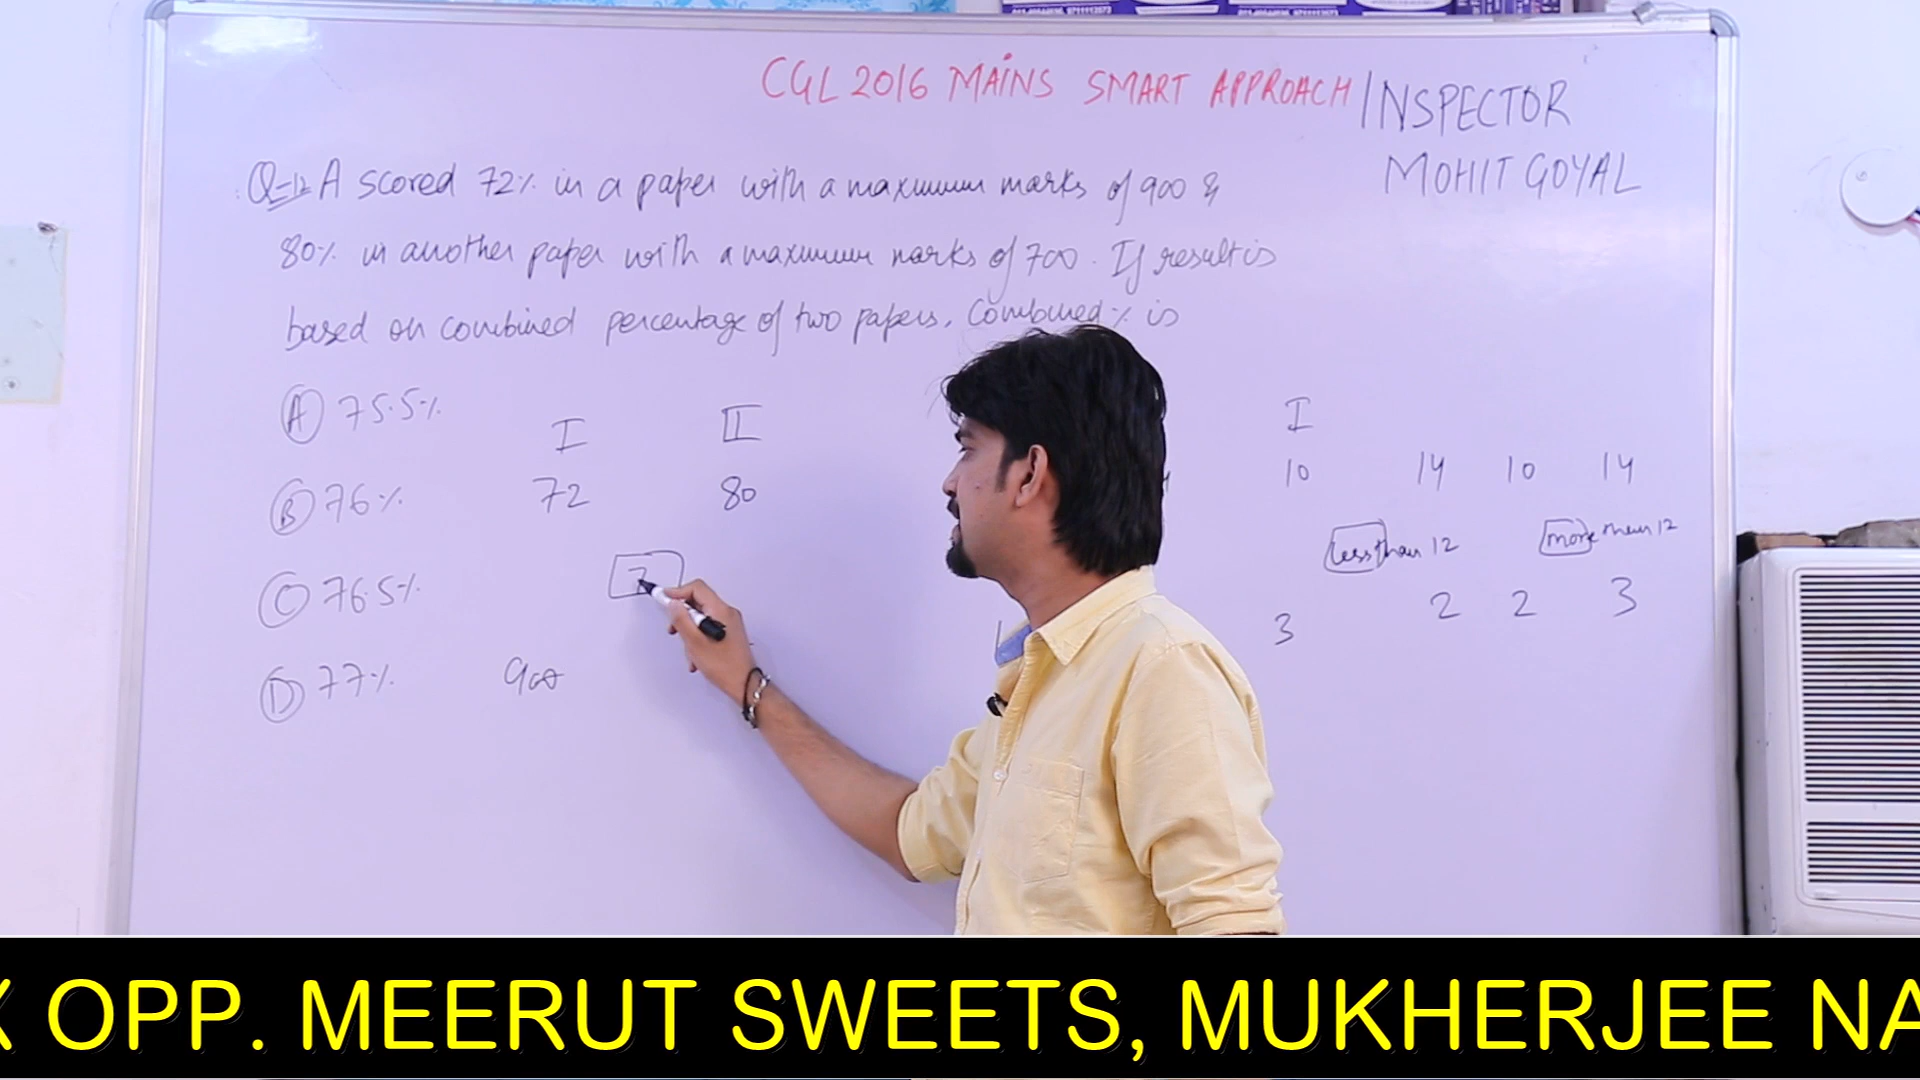 CGL 2016 MAINS SMART APPROACH / INSPECTOR
MOHIT GOYAL
Q-12 A scored 72% in a paper with a maximum marks of 900 &
80% in another paper with a maximum marks of 700. If result is
based on combined percentage of two papers. Combined % is
(A) 75.5%
(B) 76%
(C) 76.5%
(D) 77%
I II
72 80
7
900
I
10 14 10 14
less than 12 more than 12
3 2 2 3
OPP. MEERUT SWEETS, MUKHERJEE NA